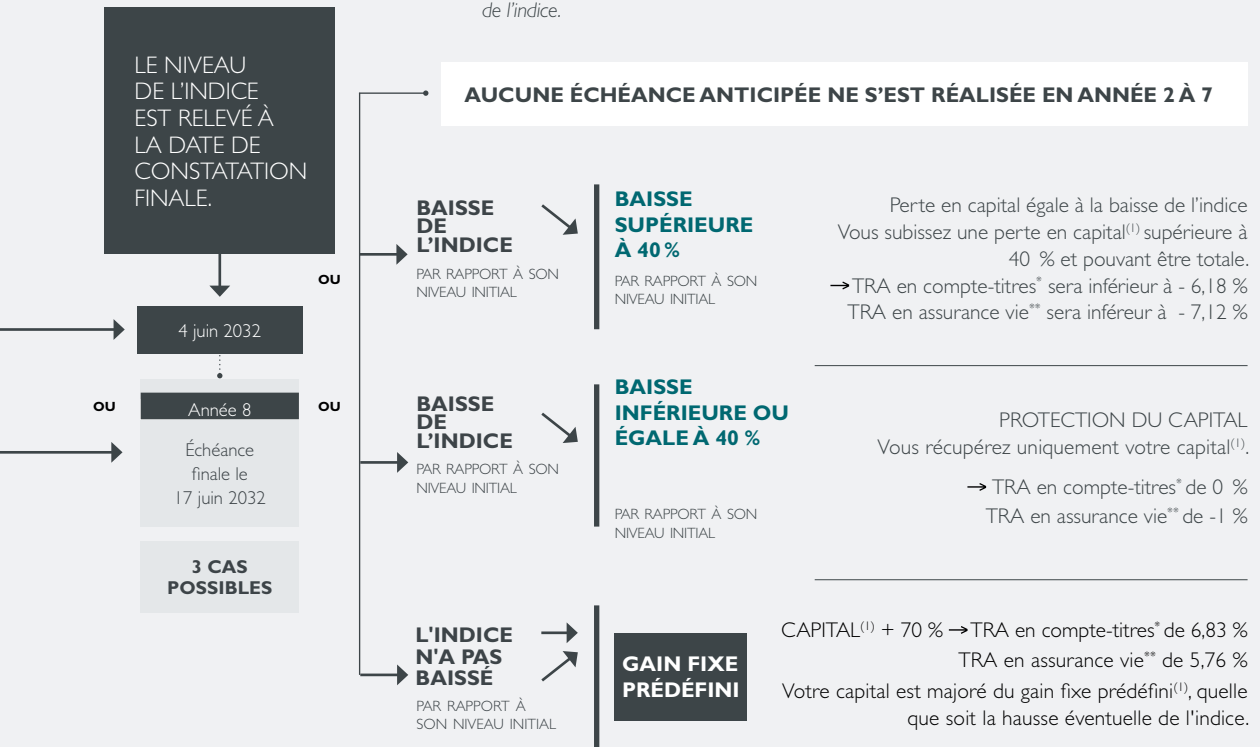 de l'indice.
LE NIVEAU
DE L'INDICE
EST RELEVÉ À
LA DATE DE
CONSTATATION
FINALE.
OU
4 juin 2032
OU
Année 8
OU
Échéance
finale le
17 juin 2032
3 CAS
POSSIBLES
AUCUNE ÉCHÉANCE ANTICIPÉE NE S'EST RÉALISÉE EN ANNÉE 2 À 7
BAISSE
DE
L'INDICE
PAR RAPPORT À SON
NIVEAU INITIAL
BAISSE
SUPÉRIEURE
À 40 %
PAR RAPPORT À SON
NIVEAU INITIAL
Perte en capital égale à la baisse de l'indice
Vous subissez une perte en capital(1) supérieure à
40 % et pouvant être totale.
→ TRA en compte-titres* sera inférieur à - 6,18 %
TRA en assurance vie** sera inféreur à - 7,12 %
BAISSE
DE
L'INDICE
PAR RAPPORT À SON
NIVEAU INITIAL
BAISSE
INFÉRIEURE OU
ÉGALE À 40 %
PAR RAPPORT À SON
NIVEAU INITIAL
PROTECTION DU CAPITAL
Vous récupérez uniquement votre capital(1).
→ TRA en compte-titres* de 0 %
TRA en assurance vie** de -1 %
L'INDICE
N'A PAS
BAISSÉ
PAR RAPPORT À
SON NIVEAU INITIAL
GAIN FIXE
PRÉDÉFINI
CAPITAL(1) + 70 % → TRA en compte-titres* de 6,83 %
TRA en assurance vie** de 5,76 %
Votre capital est majoré du gain fixe prédéfini(1), quelle
que soit la hausse éventuelle de l'indice.